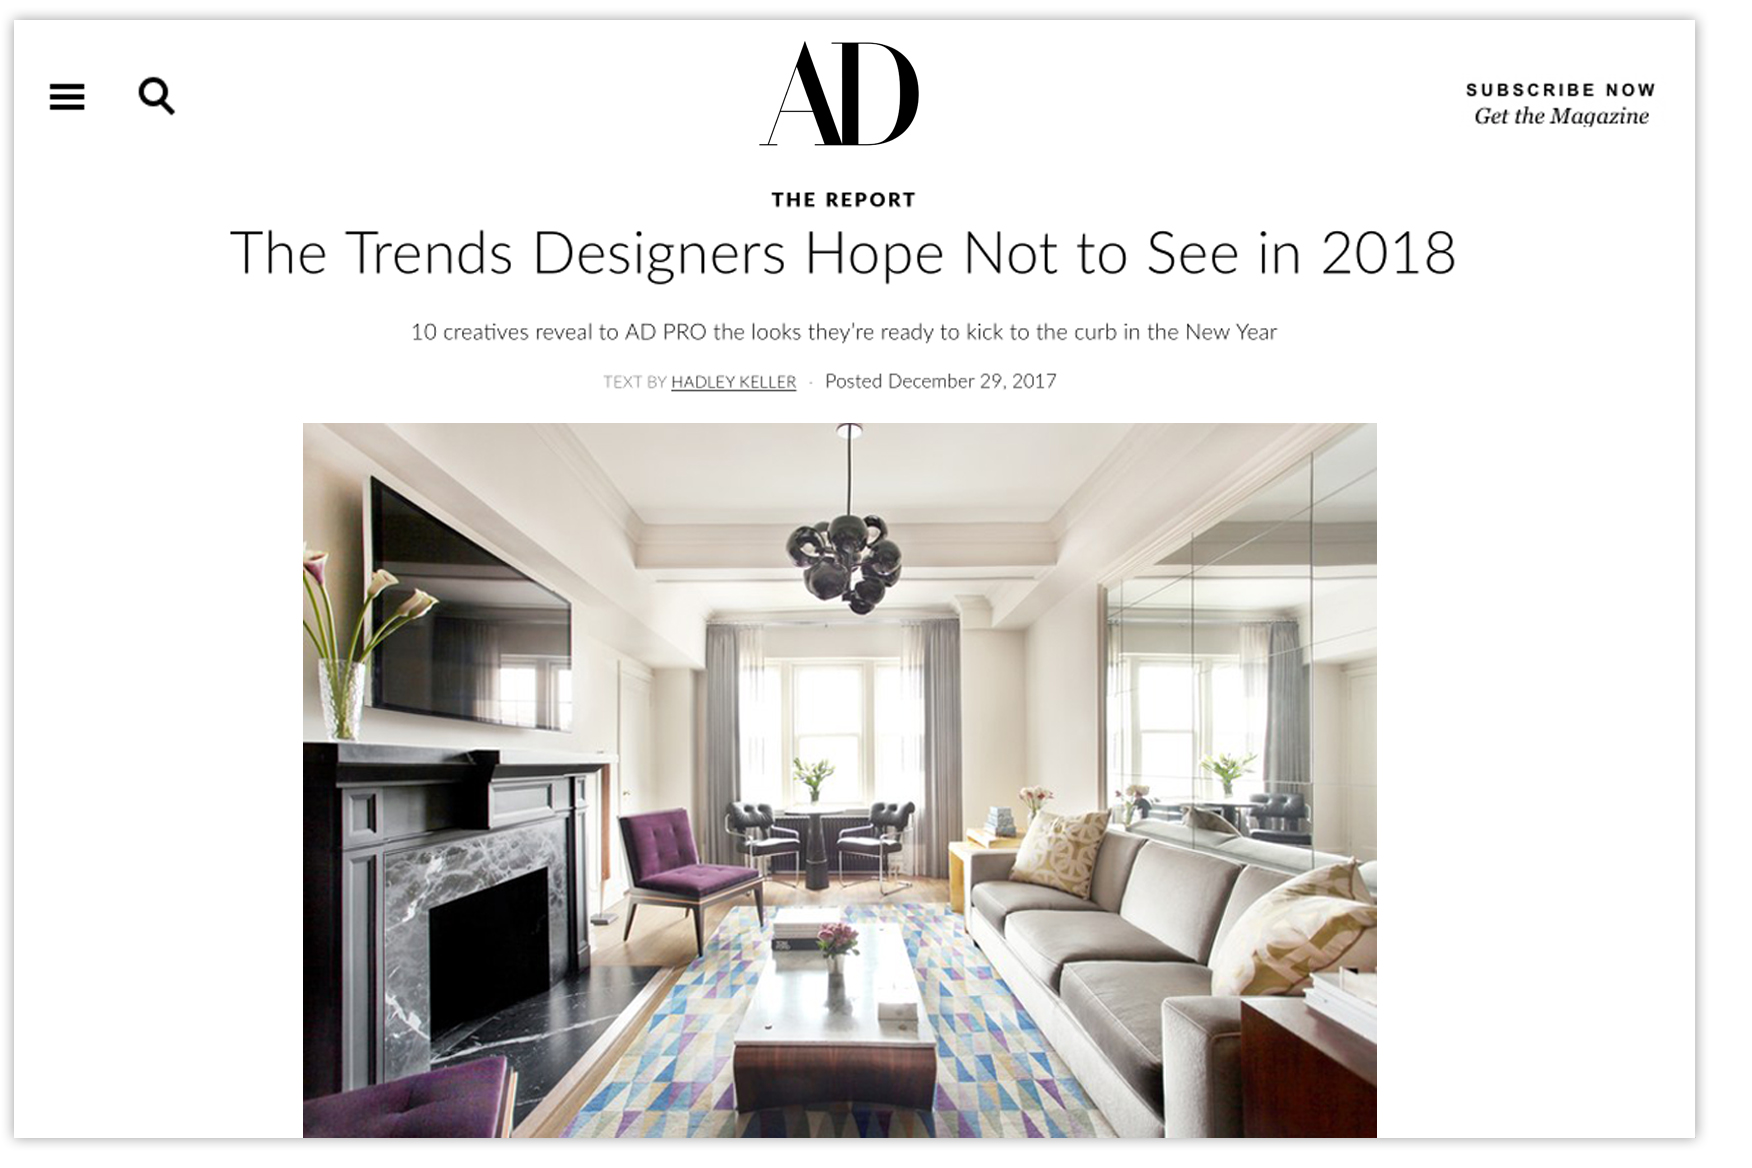 AD
SUBSCRIBE NOW
Get the Magazine
THE REPORT
The Trends Designers Hope Not to See in 2018
10 creatives reveal to AD PRO the looks they're ready to kick to the curb in the New Year
TEXT BY HADLEY KELLER · Posted December 29, 2017